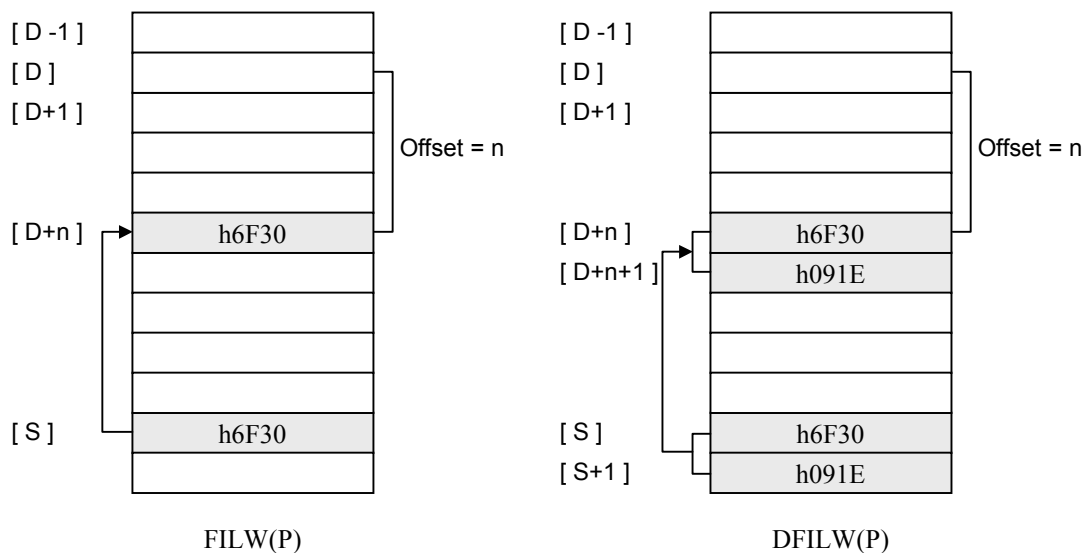 [ D -1]
[ D ]
[ D+1 ]
Offset = n
[ D+n ]
h6F30
[ S ]
h6F30
FILW(P)
[ D -1]
[ D ]
[ D+1 ]
Offset = n
[ D+n ]
h6F30
[ D+n+1 ]
h091E
[ S ]
h6F30
[ S+1 ]
h091E
DFILW(P)